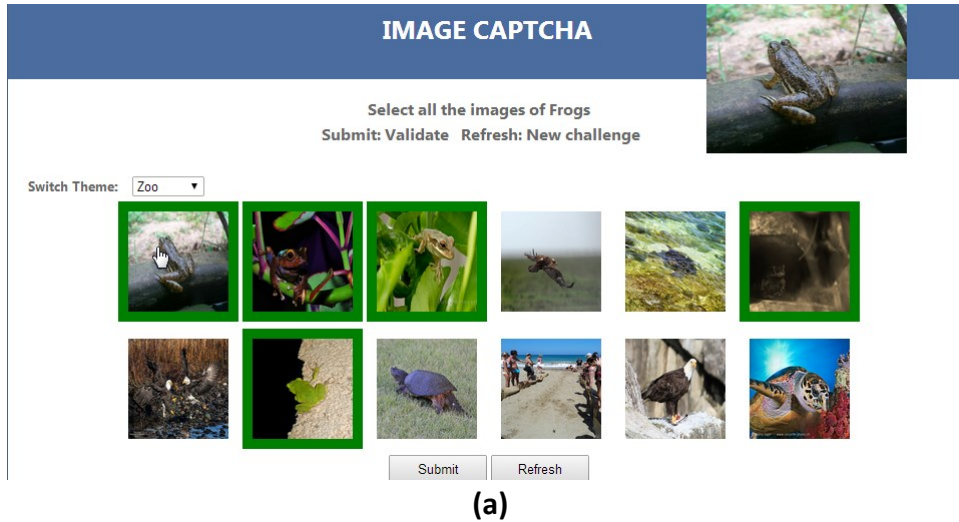 IMAGE CAPTCHA
Select all the images of Frogs
Submit: Validate Refresh: New challenge
Switch Theme: Zoo
Submit Refresh
(a)